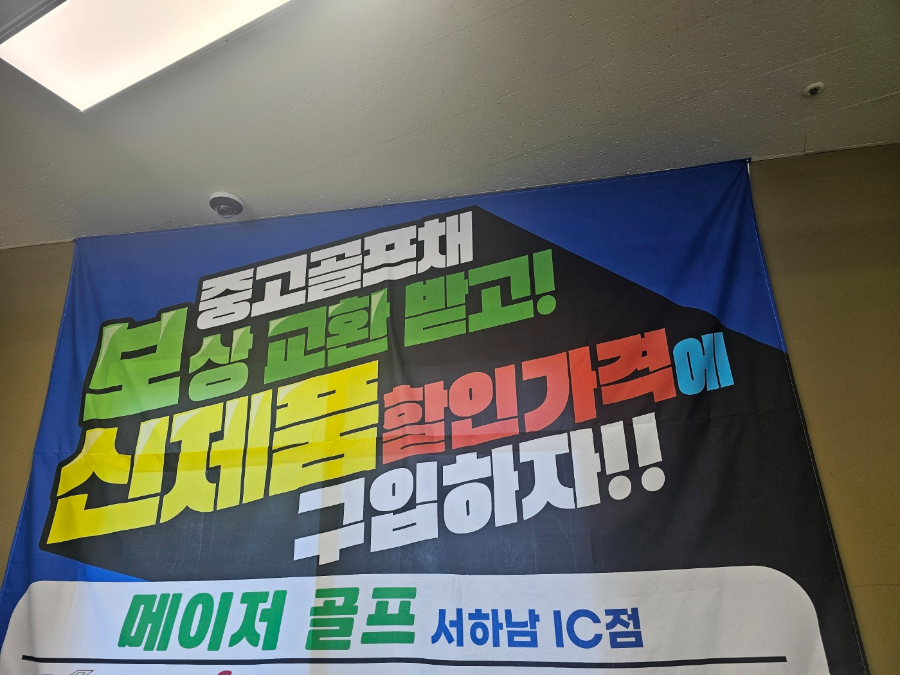 중고골프채
보상 교환 받고!
신제품 할인가격에
구입하자!!
메이저 골프 서하남 IC점